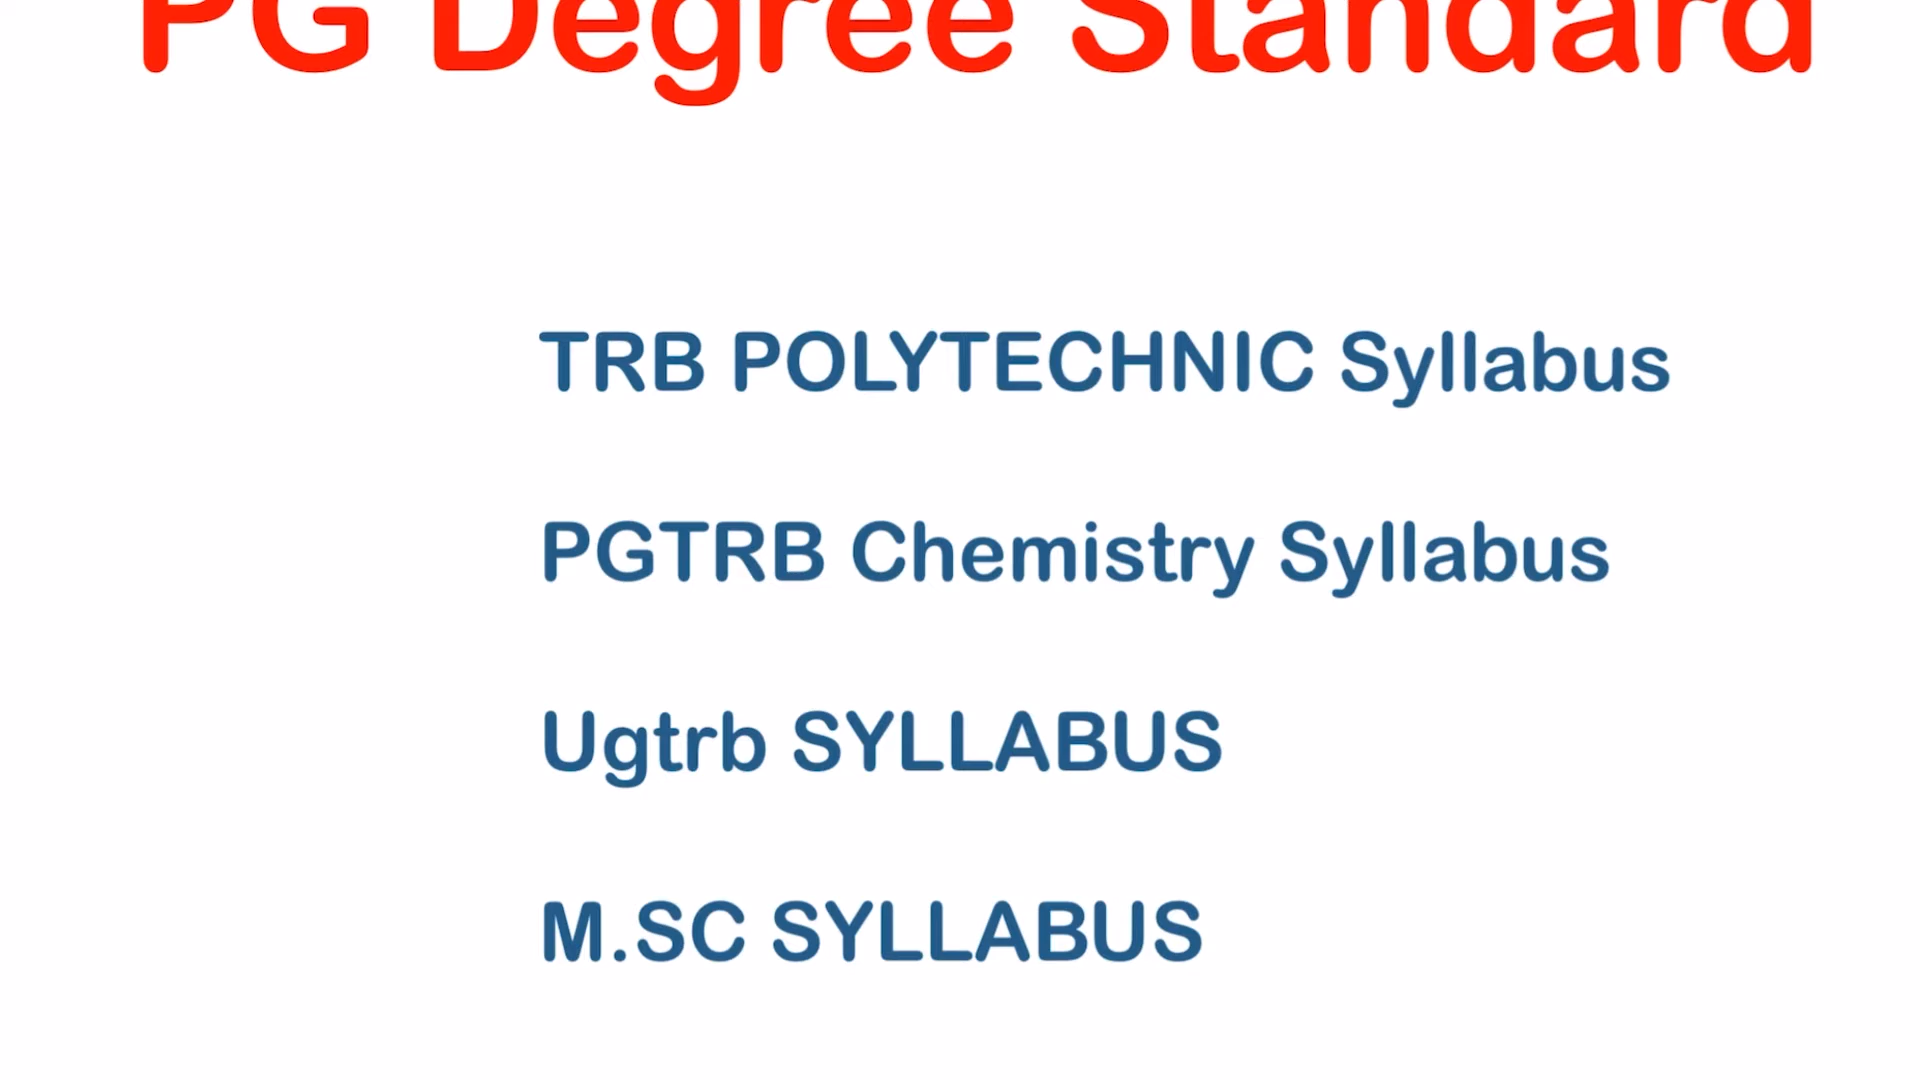 PG Degree Standard
TRB POLYTECHNIC Syllabus
PGTRB Chemistry Syllabus
Ugtrb SYLLABUS
M.SC SYLLABUS